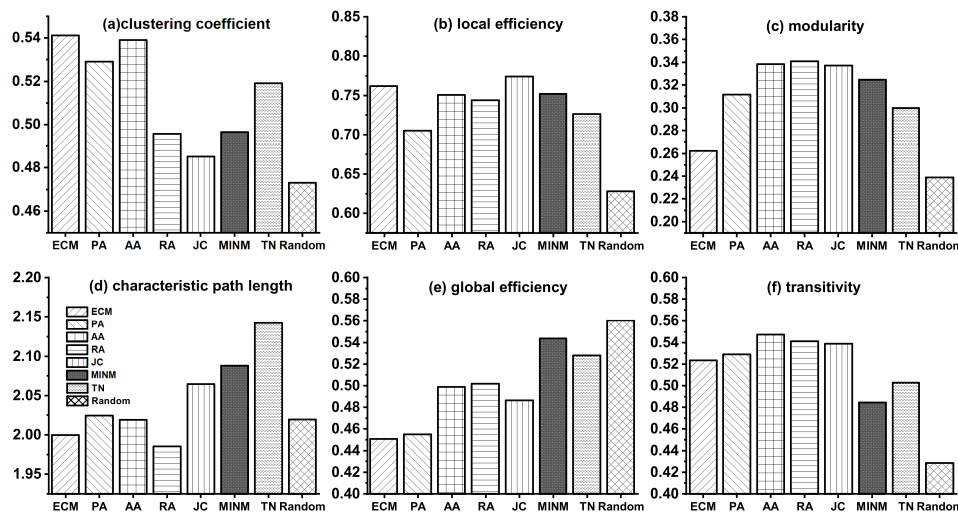 (a)clustering coefficient
0.54
0.52
0.50
0.48
0.46
ECM PA AA RA JC MINM TN Random
(b) local efficiency
0.85
0.80
0.75
0.70
0.65
0.60
ECM PA AA RA JC MINM TN Random
(c) modularity
0.38
0.36
0.34
0.32
0.30
0.28
0.26
0.24
0.22
0.20
ECM PA AA RA JC MINM TN Random
(d) characteristic path length
2.20
2.15
2.10
2.05
2.00
1.95
ECM
PA
AA
RA
JC
MINM
TN
Random
ECM PA AA RA JC MINM TN Random
(e) global efficiency
0.60
0.58
0.56
0.54
0.52
0.50
0.48
0.46
0.44
0.42
0.40
ECM PA AA RA JC MINM TN Random
(f) transitivity
0.60
0.58
0.56
0.54
0.52
0.50
0.48
0.46
0.44
0.42
0.40
ECM PA AA RA JC MINM TN Random